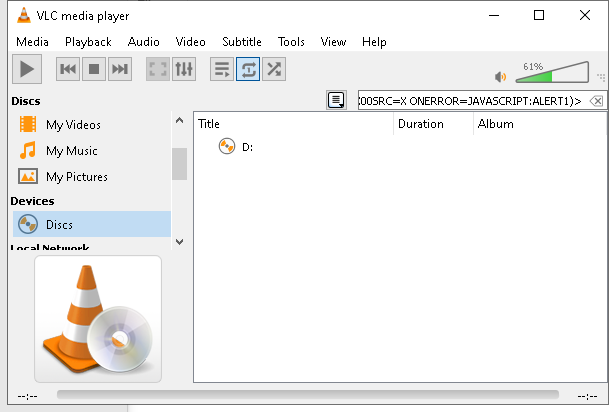 VLC media player
Media Playback Audio Video Subtitle Tools View Help
61%
Discs
X00SRC=X ONERROR=JAVASCRIPT:ALERT1)>
My Videos
My Music
My Pictures
Devices
Discs
Local Network
Title Duration Album
D:
--:-- --:--